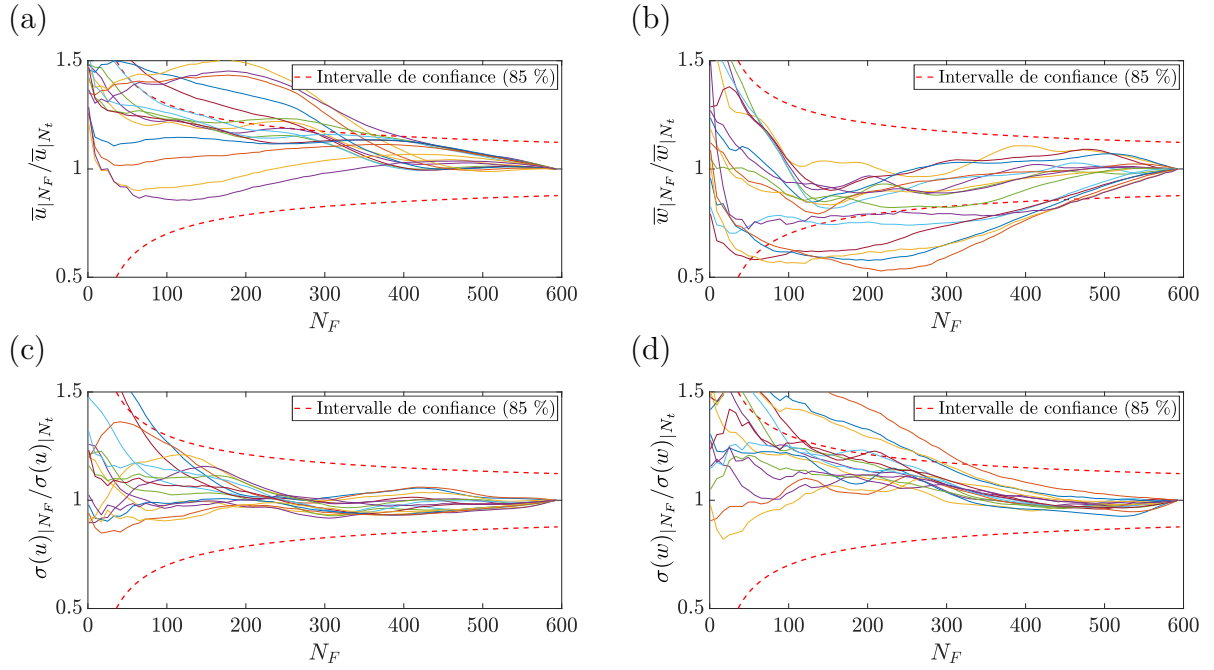 (a)
1.5
1
0.5
0 100 200 300 400 500 600
u̅|N_F / u̅|N_t
N_F
Intervalle de confiance (85 %)
(b)
1.5
1
0.5
0 100 200 300 400 500 600
w̅|N_F / w̅|N_t
N_F
Intervalle de confiance (85 %)
(c)
1.5
1
0.5
0 100 200 300 400 500 600
σ(u)|N_F / σ(u)|N_t
N_F
Intervalle de confiance (85 %)
(d)
1.5
1
0.5
0 100 200 300 400 500 600
σ(w)|N_F / σ(w)|N_t
N_F
Intervalle de confiance (85 %)